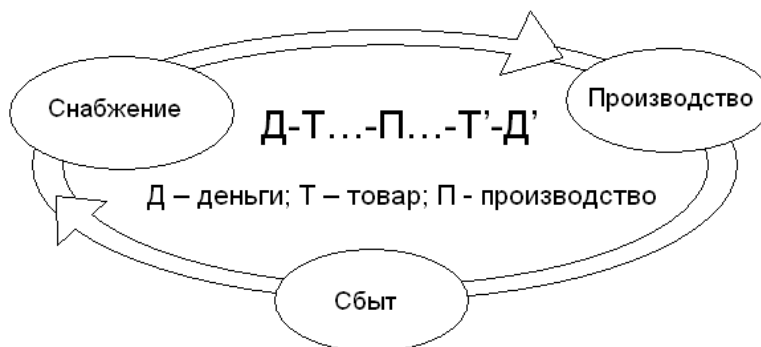 Снабжение
Производство
Д-Т...-П...-Т’-Д’
Д – деньги; Т – товар; П - производство
Сбыт